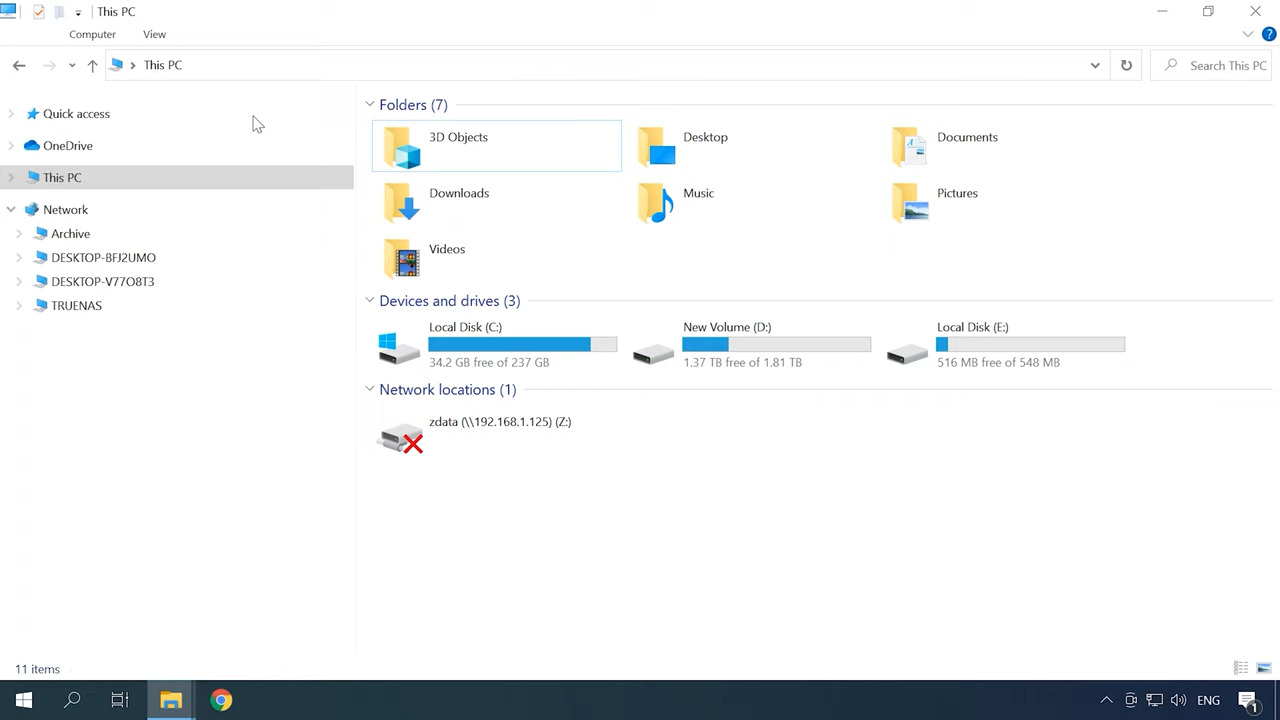 This PC
Computer
View
This PC
Search This PC
Quick access
OneDrive
This PC
Network
Archive
DESKTOP-BFJ2UMO
DESKTOP-V77O8T3
TRUENAS
Folders (7)
3D Objects
Desktop
Documents
Downloads
Music
Pictures
Videos
Devices and drives (3)
Local Disk (C:)
34.2 GB free of 237 GB
New Volume (D:)
1.37 TB free of 1.81 TB
Local Disk (E:)
516 MB free of 548 MB
Network locations (1)
zdata (\\192.168.1.125) (Z:)
11 items
ENG
1